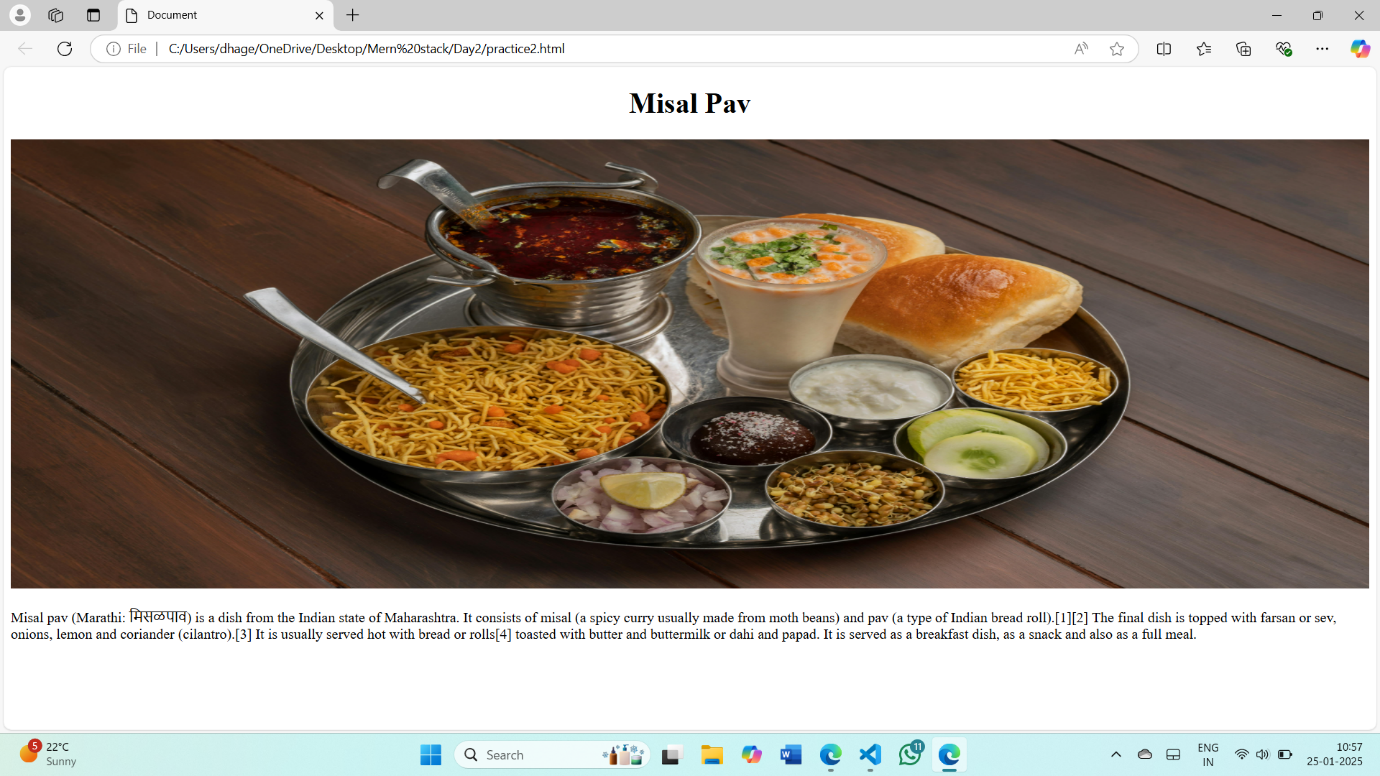 Document
File
C:/Users/dhage/OneDrive/Desktop/Mern%20stack/Day2/practice2.html
Misal Pav
Misal pav (Marathi: मिसळपाव) is a dish from the Indian state of Maharashtra. It consists of misal (a spicy curry usually made from moth beans) and pav (a type of Indian bread roll).[1][2] The final dish is topped with farsan or sev,
onions, lemon and coriander (cilantro).[3] It is usually served hot with bread or rolls[4] toasted with butter and buttermilk or dahi and papad. It is served as a breakfast dish, as a snack and also as a full meal.
5
22°C
Sunny
Search
11
ENG
IN
10:57
25-01-2025